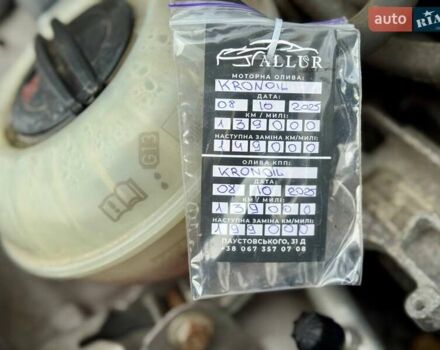 auto RIA
ALLUR
МОТОРНА ОЛИВА:
KRONOIL
ДАТА:
08 10 2025
КМ / МИЛІ:
139000
НАСТУПНА ЗАМІНА КМ/МИЛІ:
149000
ОЛИВА КПП:
KRONOIL
ДАТА:
08 10 2025
КМ / МИЛІ:
139000
НАСТУПНА ЗАМІНА КМ/МИЛІ:
199000
ПАУСТОВСЬКОГО, 31 Д
+38 067 357 07 08
G13